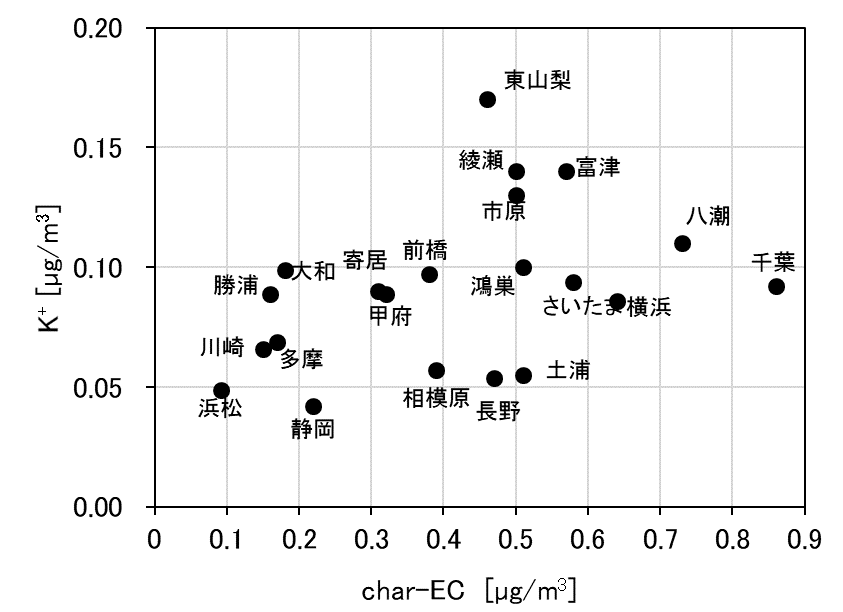 0.20
東山梨
綾瀬
富津
0.15
市原
八潮
前橋
寄居
千葉
0.10
大和
勝浦
鴻巣
さいたま
横浜
甲府
川崎
多摩
土浦
0.05
相模原
長野
浜松
静岡
0.00
K⁺ [μg/m³]
0 0.1 0.2 0.3 0.4 0.5 0.6 0.7 0.8 0.9
char-EC [μg/m³]